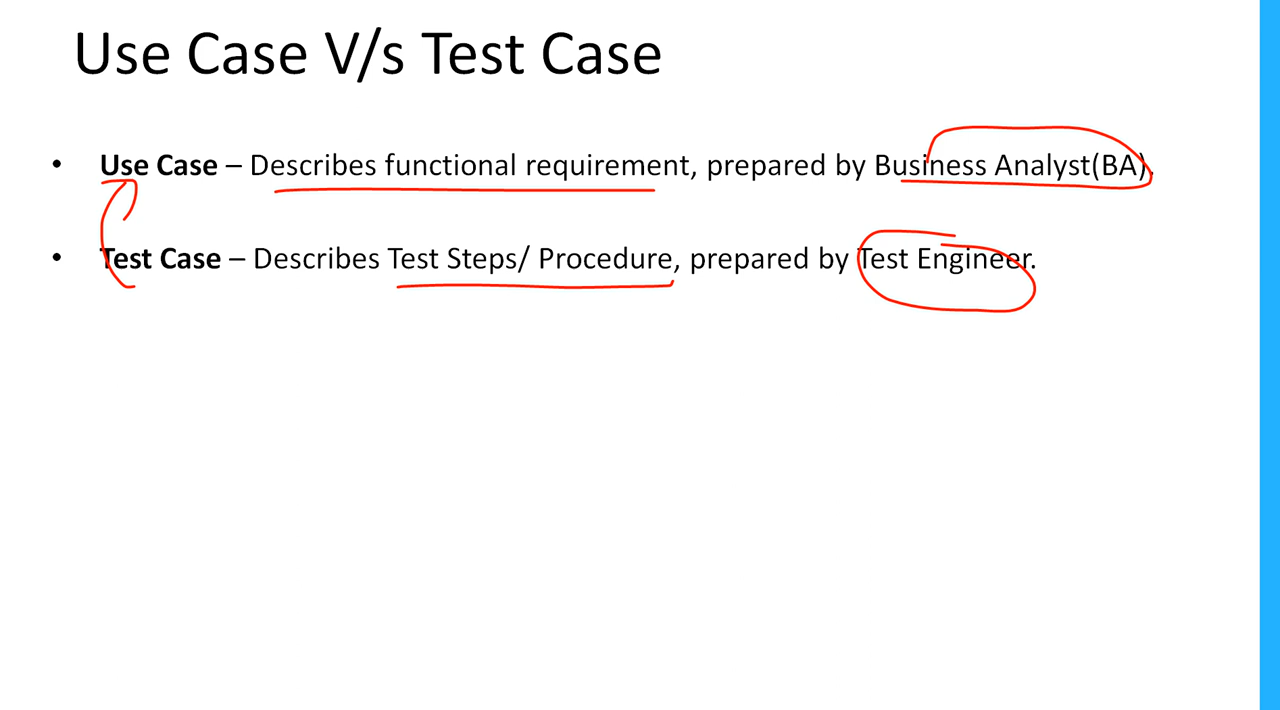 Use Case V/s Test Case
• Use Case – Describes functional requirement, prepared by Business Analyst(BA).
• Test Case – Describes Test Steps/ Procedure, prepared by Test Engineer.